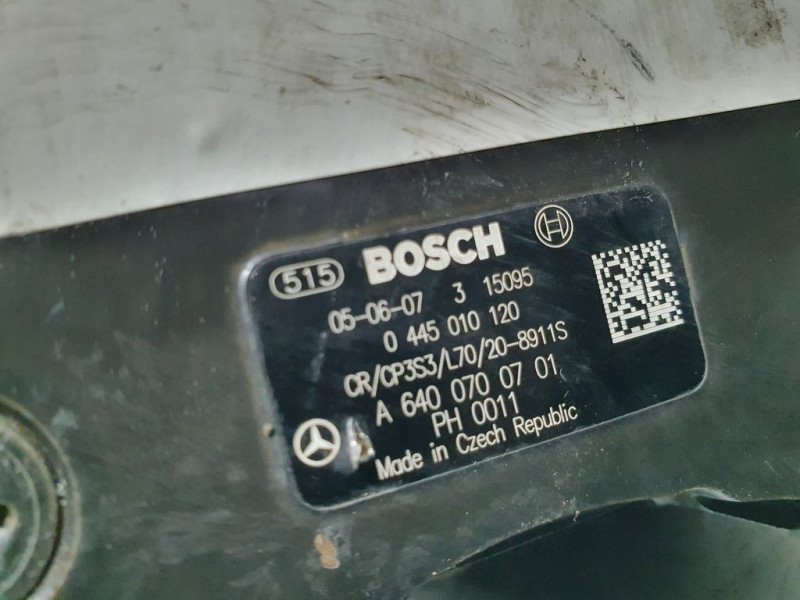 515 BOSCH
05-06-07 3 15095
0 445 010 120
CR/CP3S3/L70/20-8911S
A 640 070 07 01
PH 0011
Made in Czech Republic